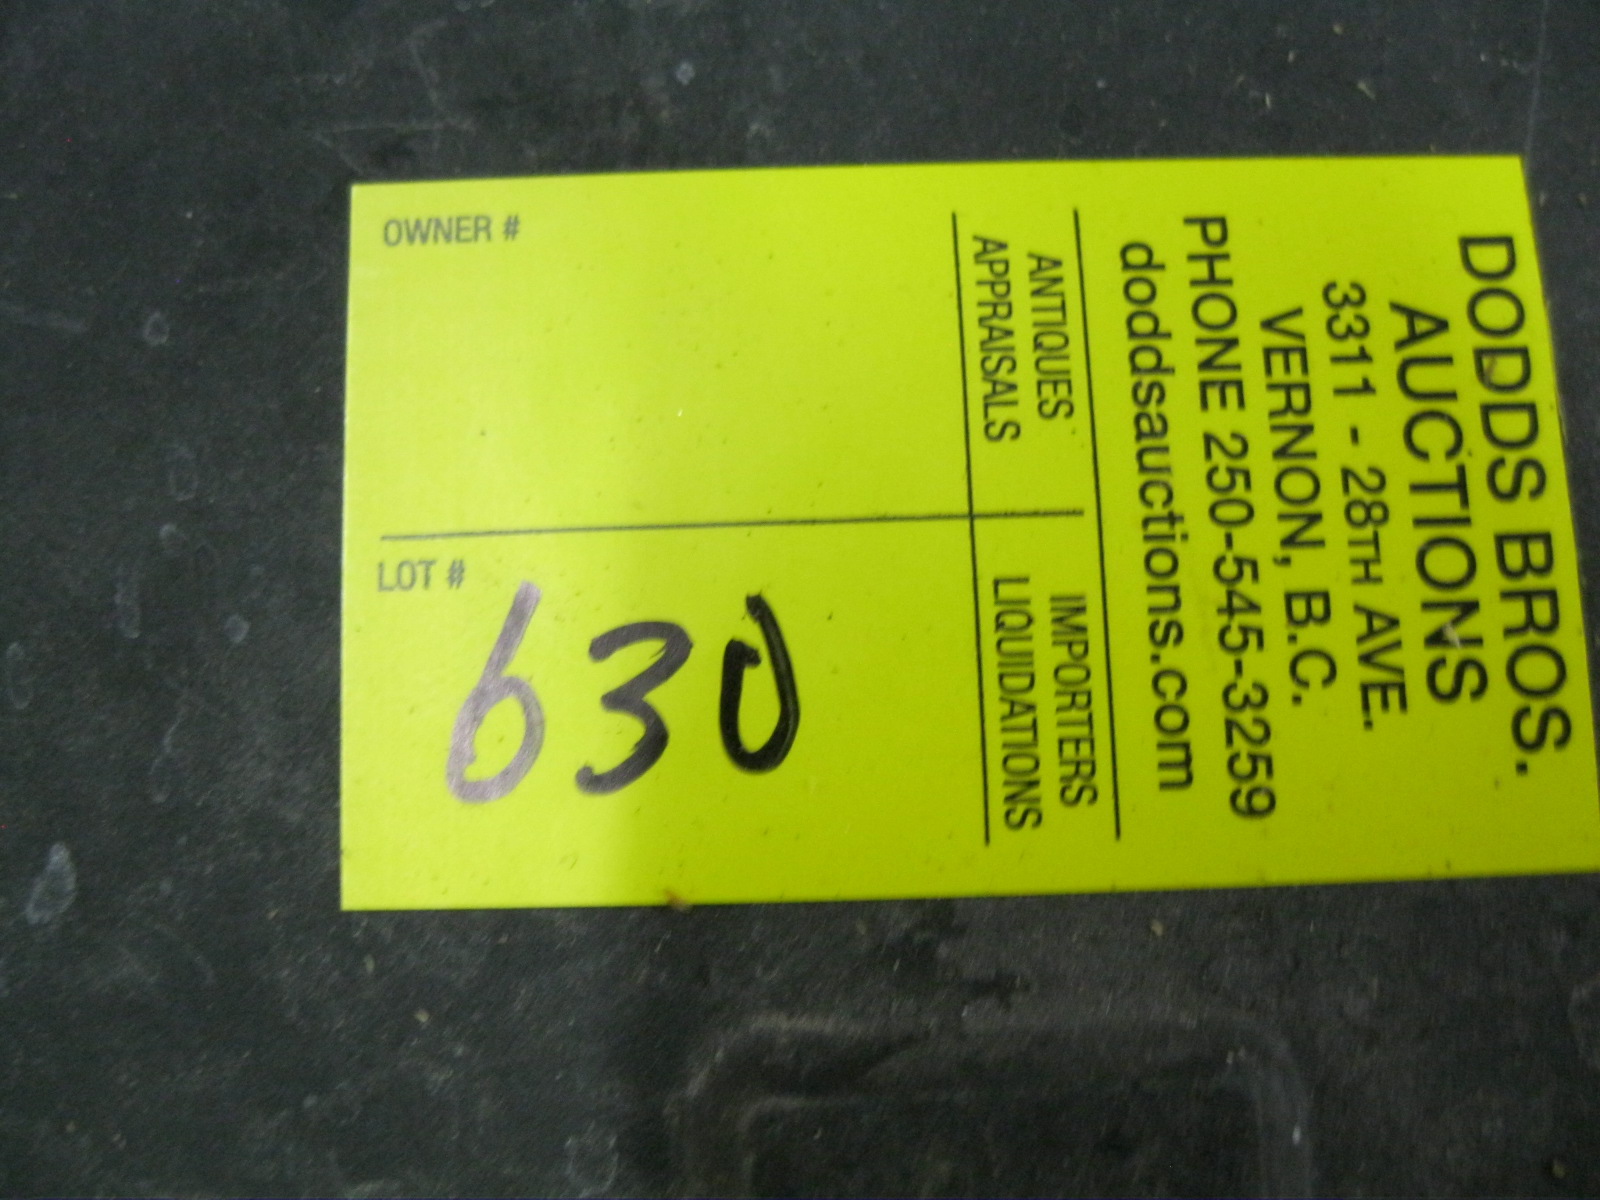 DODDS BROS.
AUCTIONS
3311 - 28TH AVE.
VERNON, B.C.
PHONE 250-545-3259
doddsauctions.com
ANTIQUES IMPORTERS
APPRAISALS LIQUIDATIONS
OWNER #
LOT #
630